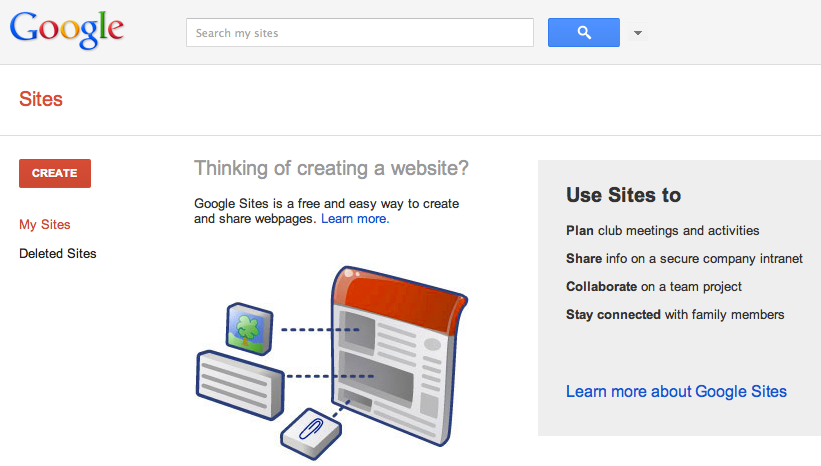 Google
Search my sites
Sites
CREATE
My Sites
Deleted Sites
Thinking of creating a website?
Google Sites is a free and easy way to create
and share webpages. Learn more.
Use Sites to
Plan club meetings and activities
Share info on a secure company intranet
Collaborate on a team project
Stay connected with family members
Learn more about Google Sites